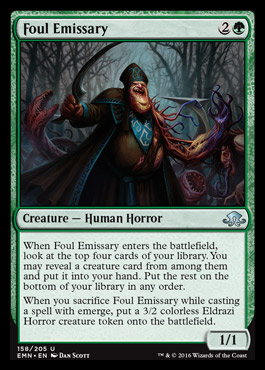 Foul Emissary 2
Creature — Human Horror
When Foul Emissary enters the battlefield,
look at the top four cards of your library. You
may reveal a creature card from among them
and put it into your hand. Put the rest on the
bottom of your library in any order.
When you sacrifice Foul Emissary while casting
a spell with emerge, put a 3/2 colorless Eldrazi
Horror creature token onto the battlefield.
1/1
158/205 U
EMN • EN Dan Scott ™ & © 2016 Wizards of the Coast